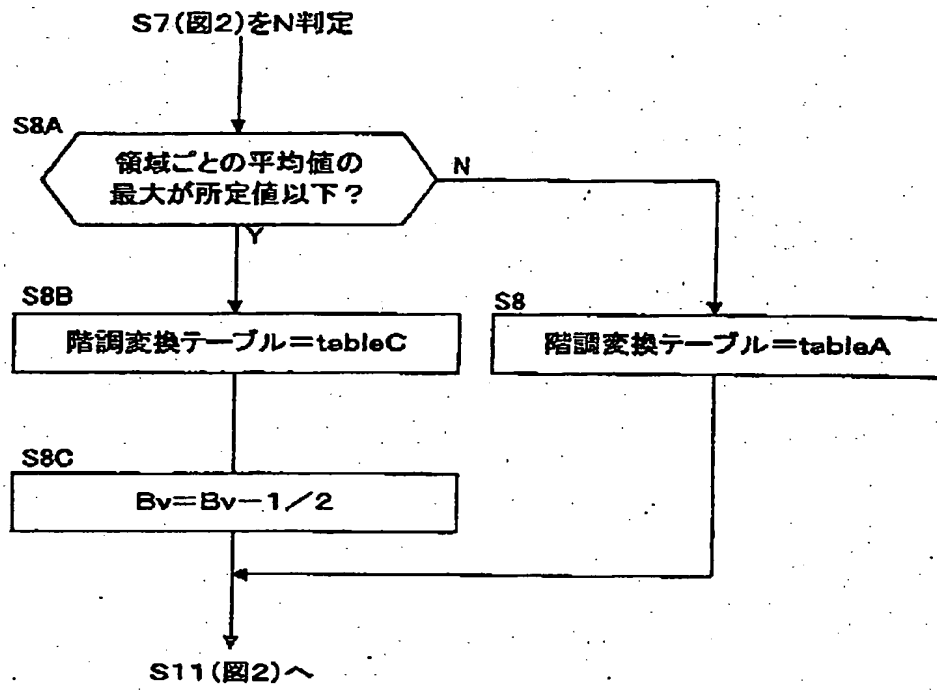 S7(図2)をN判定
S8A
領域ごとの平均値の
最大が所定値以下?
N
Y
S8B
階調変換テーブル=tableC
S8
階調変換テーブル=tableA
S8C
Bv=Bv-1/2
S11(図2)へ